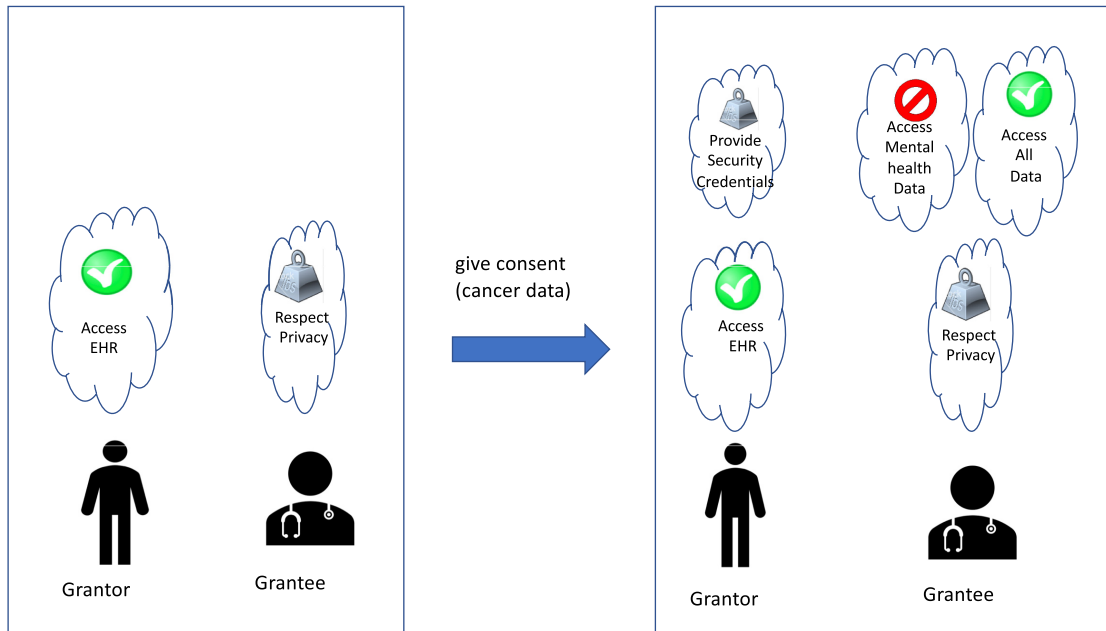 Access
EHR
Respect
Privacy
Grantor
Grantee
give consent
(cancer data)
Provide
Security
Credentials
Access
Mental
health
Data
Access
All
Data
Access
EHR
Respect
Privacy
Grantor
Grantee